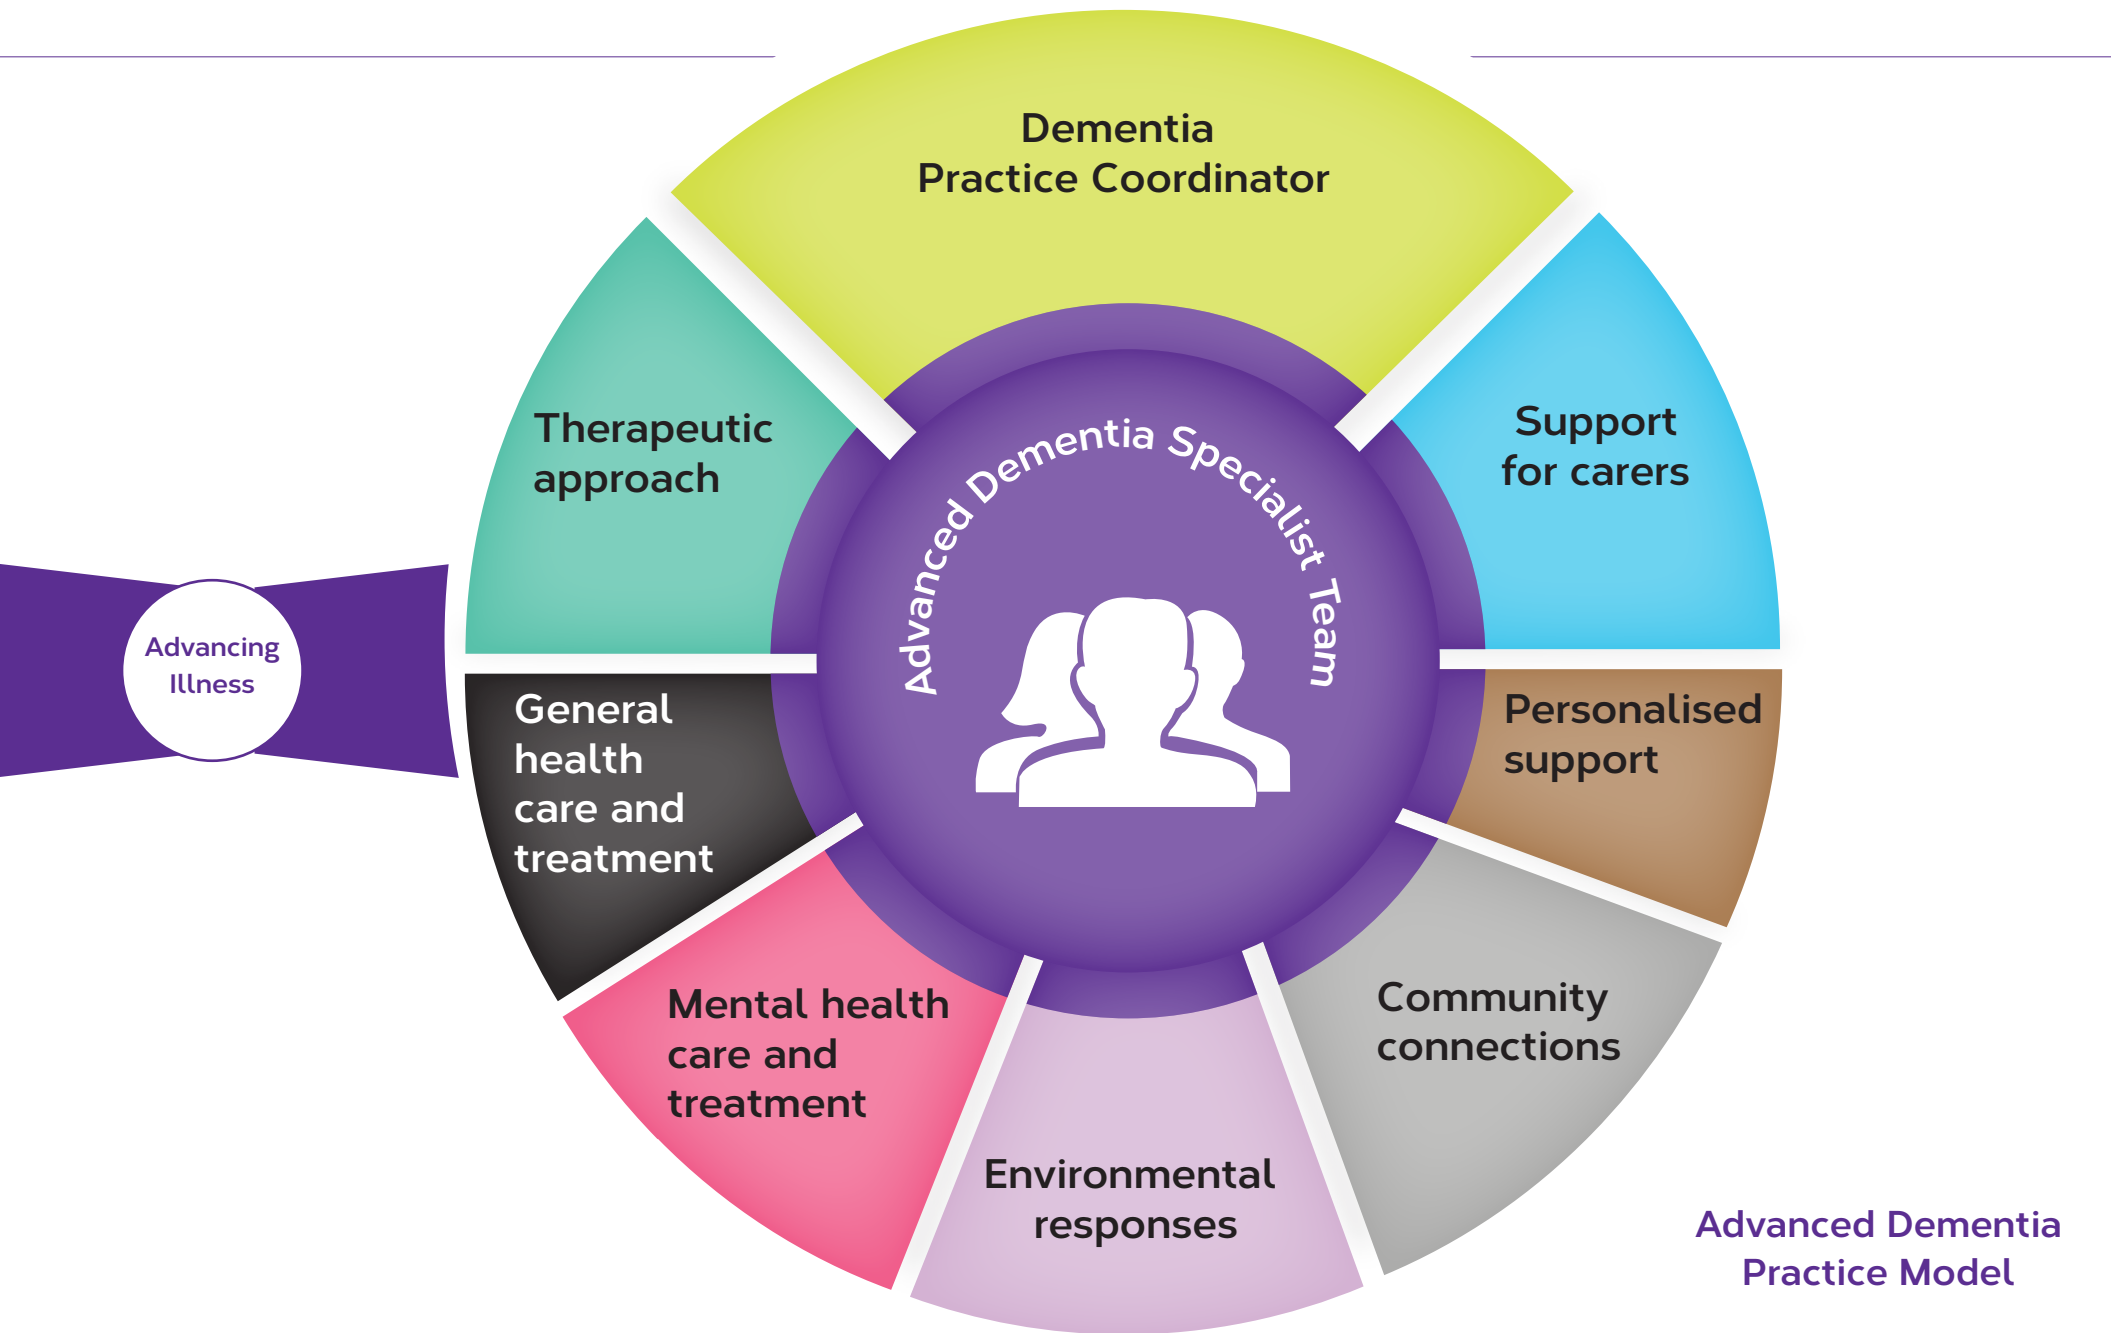 Dementia
Practice Coordinator
Support
for carers
Personalised
support
Community
connections
Environmental
responses
Mental health
care and
treatment
General
health
care and
treatment
Therapeutic
approach
Advanced Dementia Specialist Team
Advancing
Illness
Advanced Dementia
Practice Model